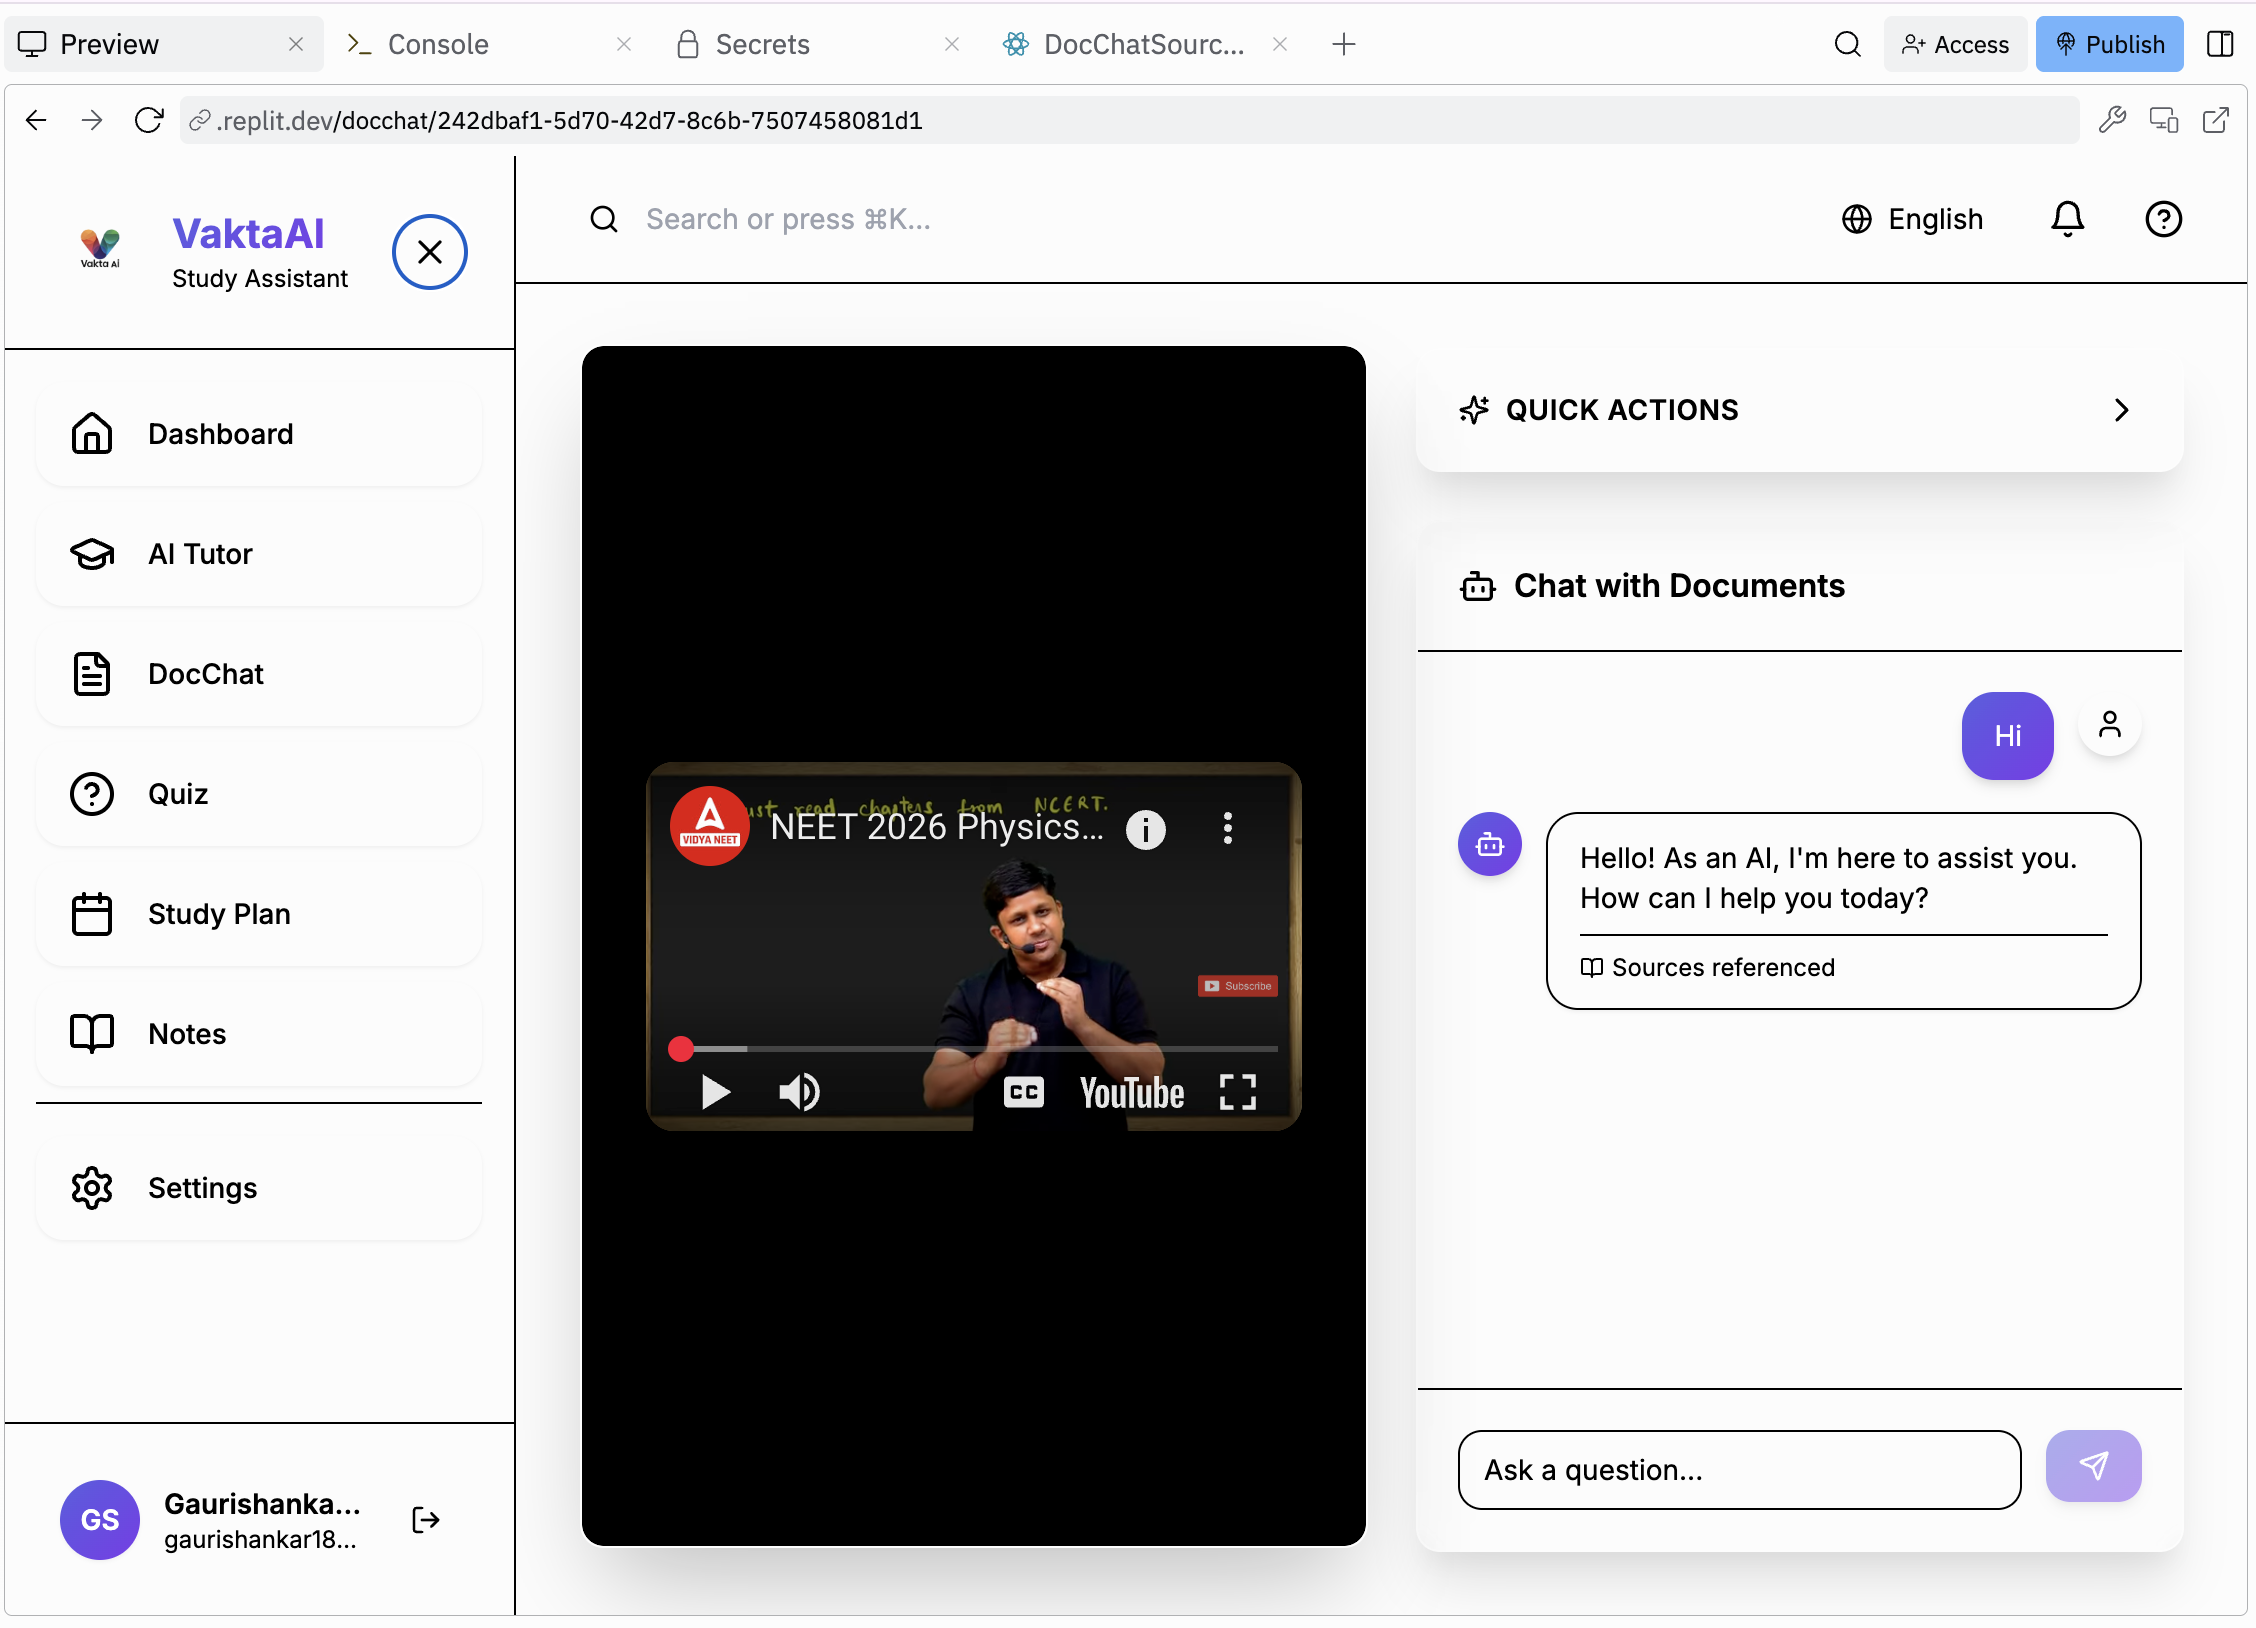 Preview
Console
Secrets
DocChatSourc...
Access
Publish
.replit.dev/docchat/242dbaf1-5d70-42d7-8c6b-7507458081d1
Vakta Ai
VaktaAI
Study Assistant
Search or press ⌘K...
English
Dashboard
AI Tutor
DocChat
Quiz
Study Plan
Notes
Settings
GS
Gaurishanka...
gaurishankar18...
ust read chapters from NCERT.
VIDYA NEET
NEET 2026 Physics...
Subscribe
CC
YouTube
QUICK ACTIONS
Chat with Documents
Hi
Hello! As an AI, I'm here to assist you.
How can I help you today?
Sources referenced
Ask a question...